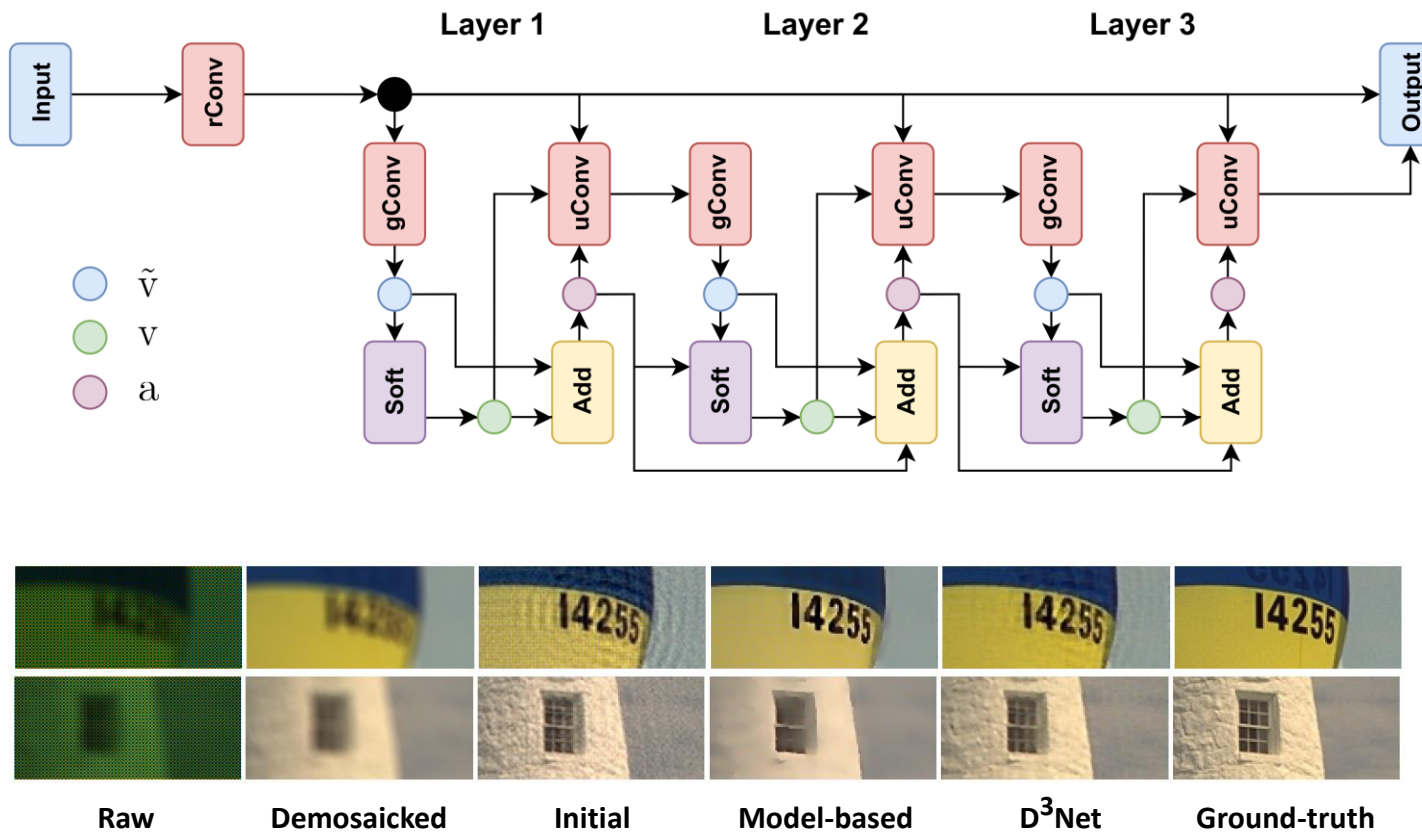 Layer 1
Layer 2
Layer 3
Input
rConv
Output
gConv
uConv
gConv
uConv
gConv
uConv
ṽ
v
a
Soft
Add
Soft
Add
Soft
Add
14255
14255
14255
14255
Raw
Demosaicked
Initial
Model-based
D³Net
Ground-truth